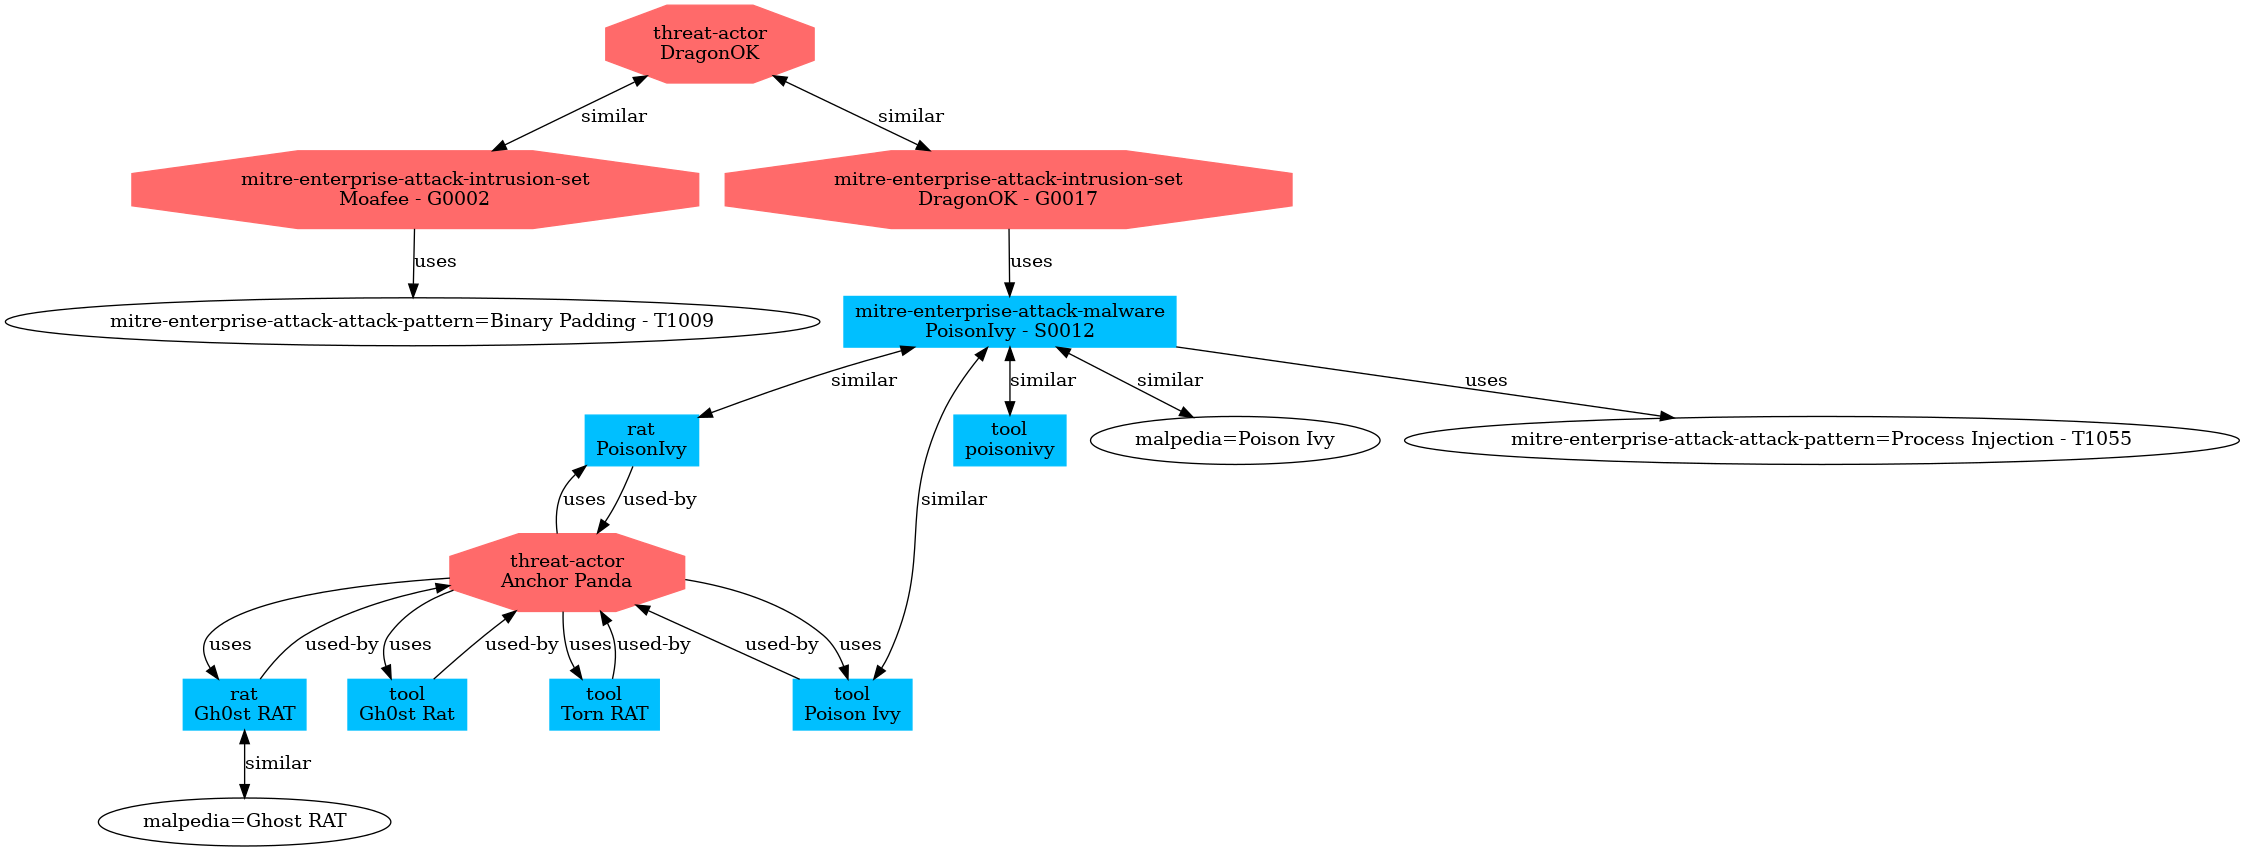 threat-actor
DragonOK
similar
similar
mitre-enterprise-attack-intrusion-set
Moafee - G0002
mitre-enterprise-attack-intrusion-set
DragonOK - G0017
uses
uses
mitre-enterprise-attack-attack-pattern=Binary Padding - T1009
mitre-enterprise-attack-malware
PoisonIvy - S0012
similar
similar
similar
uses
rat
PoisonIvy
tool
poisonivy
malpedia=Poison Ivy
mitre-enterprise-attack-attack-pattern=Process Injection - T1055
uses
used-by
similar
threat-actor
Anchor Panda
uses
used-by
uses
used-by
uses
used-by
used-by
uses
rat
Gh0st RAT
tool
Gh0st Rat
tool
Torn RAT
tool
Poison Ivy
similar
malpedia=Ghost RAT